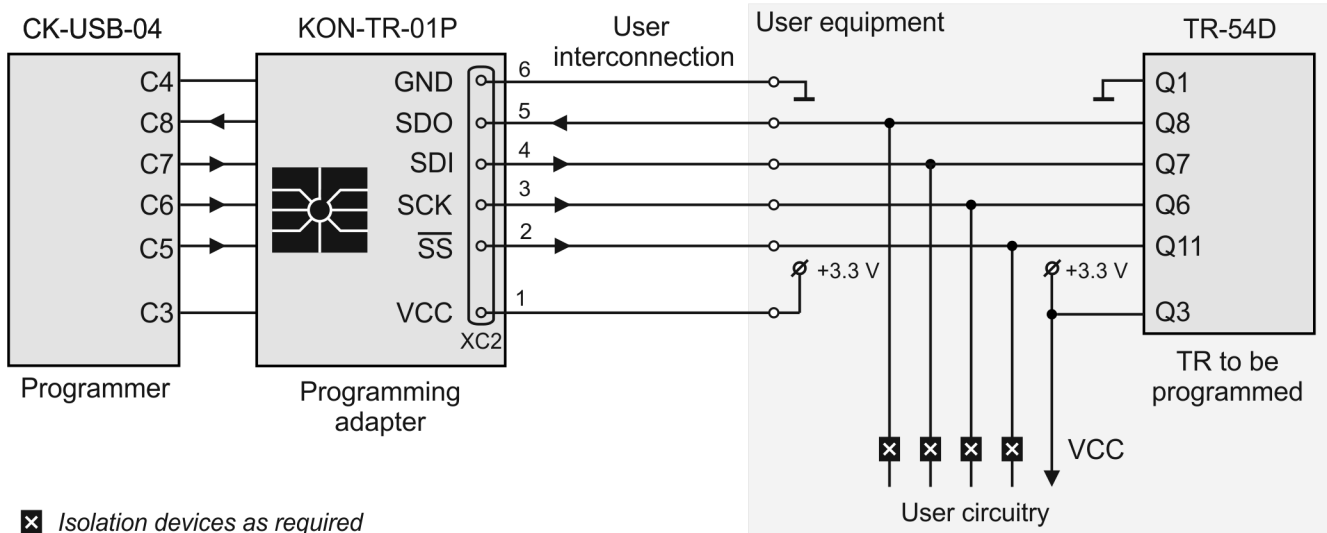 CK-USB-04
KON-TR-01P
User
interconnection
User equipment
TR-54D
C4
GND
6
Q1
C8
SDO
5
Q8
C7
SDI
4
Q7
C6
SCK
3
Q6
C5
SS
2
Q11
+3.3 V
+3.3 V
C3
VCC
1
Q3
XC2
Programmer
Programming
adapter
TR to be
programmed
VCC
User circuitry
Isolation devices as required